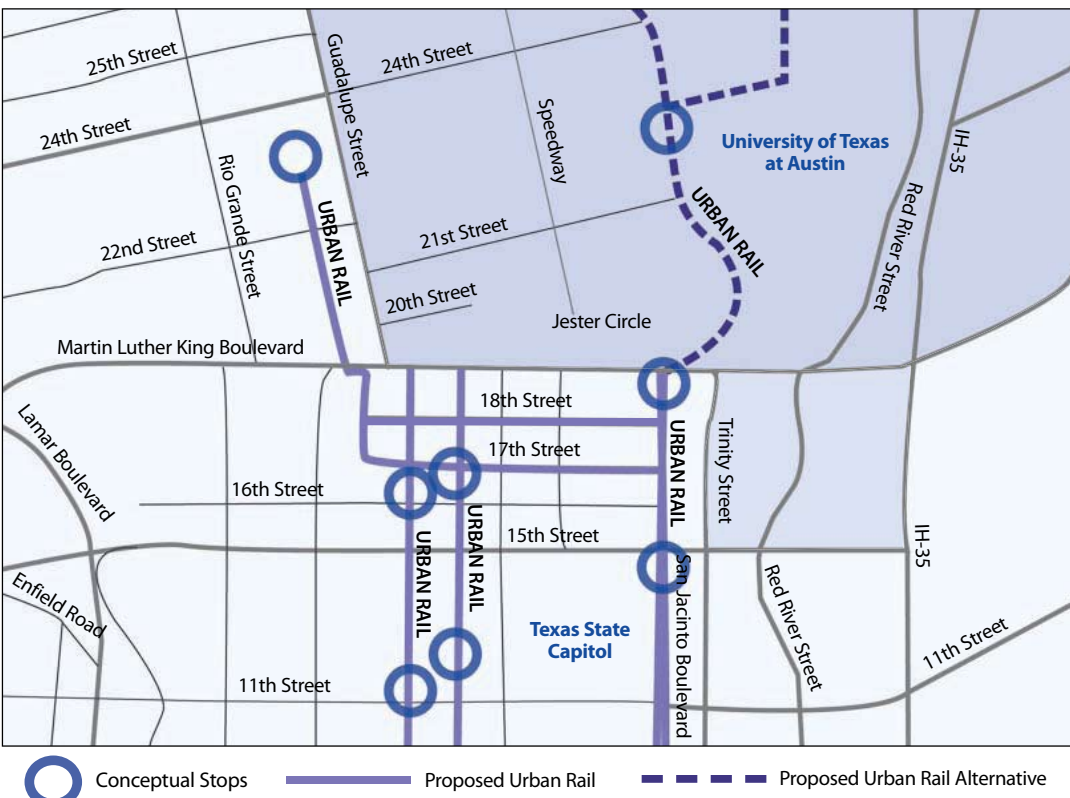 25th Street
24th Street
24th Street
Guadalupe Street
Speedway
University of Texas
at Austin
IH-35
Rio Grande Street
URBAN RAIL
URBAN RAIL
Red River Street
22nd Street
21st Street
20th Street
Jester Circle
Martin Luther King Boulevard
18th Street
17th Street
URBAN RAIL
Trinity Street
Lamar Boulevard
16th Street
15th Street
URBAN RAIL
URBAN RAIL
IH-35
San Jacinto Boulevard
Red River Street
Enfield Road
Texas State
Capitol
11th Street
11th Street
Conceptual Stops
Proposed Urban Rail
Proposed Urban Rail Alternative